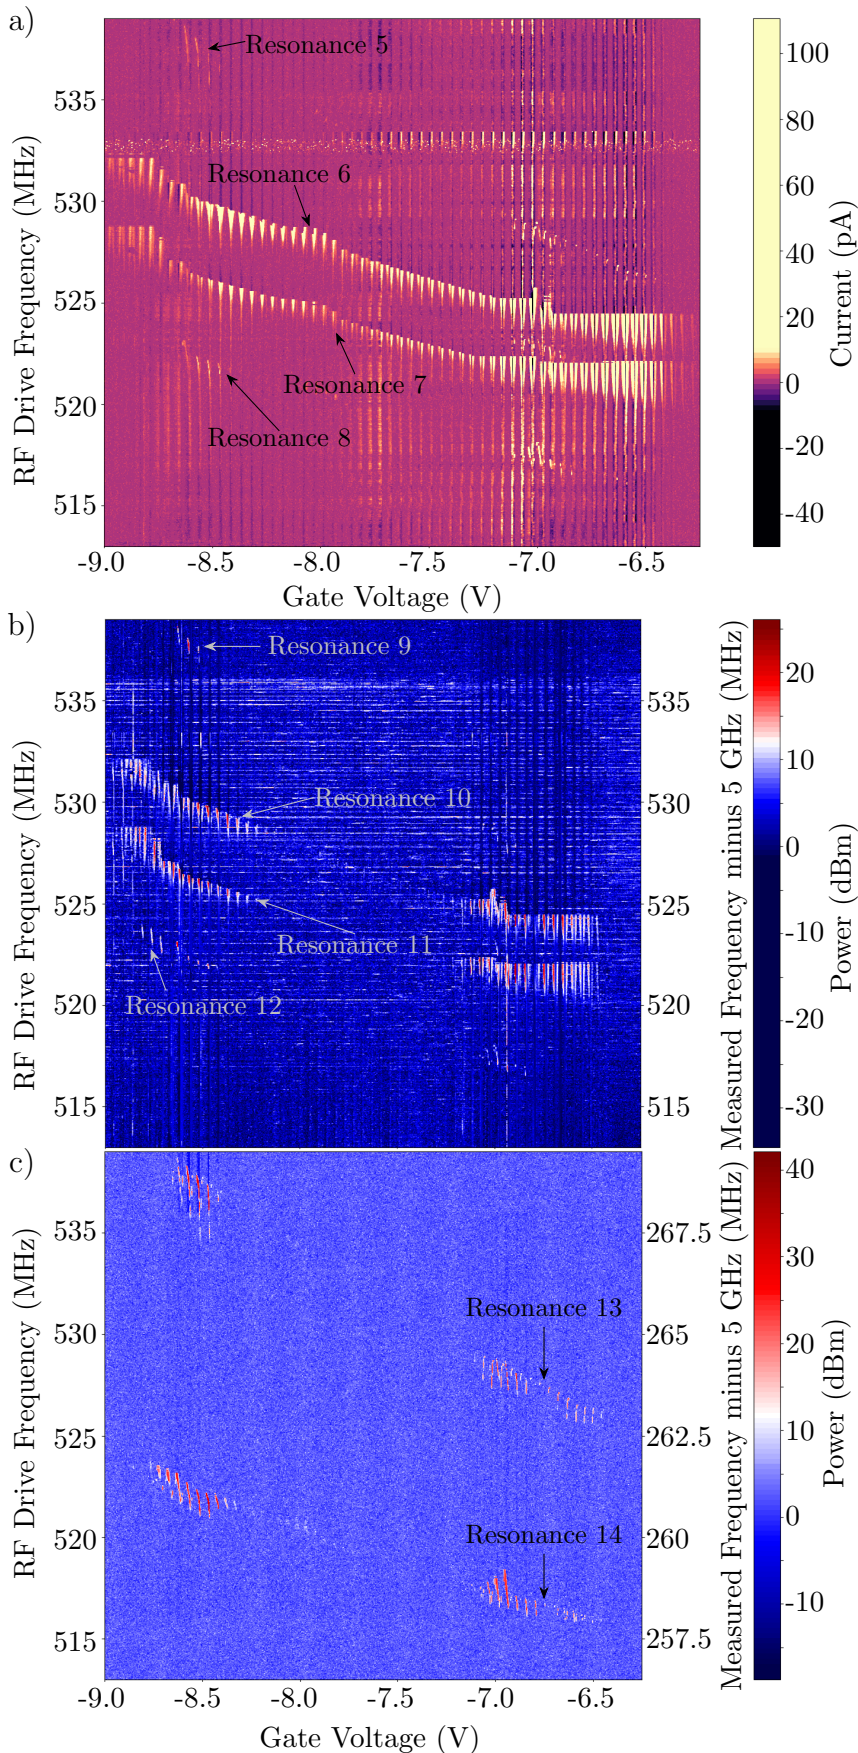 a)
Resonance 5
Resonance 6
Resonance 7
Resonance 8
535
530
525
520
515
RF Drive Frequency (MHz)
-9.0 -8.5 -8.0 -7.5 -7.0 -6.5
Gate Voltage (V)
100
80
60
40
20
0
-20
-40
Current (pA)
b)
Resonance 9
Resonance 10
Resonance 11
Resonance 12
535
530
525
520
515
RF Drive Frequency (MHz)
535
530
525
520
515
Measured Frequency minus 5 GHz (MHz)
20
10
0
-10
-20
-30
Power (dBm)
c)
Resonance 13
Resonance 14
535
530
525
520
515
RF Drive Frequency (MHz)
267.5
265
262.5
260
257.5
Measured Frequency minus 5 GHz (MHz)
40
30
20
10
0
-10
Power (dBm)
-9.0 -8.5 -8.0 -7.5 -7.0 -6.5
Gate Voltage (V)